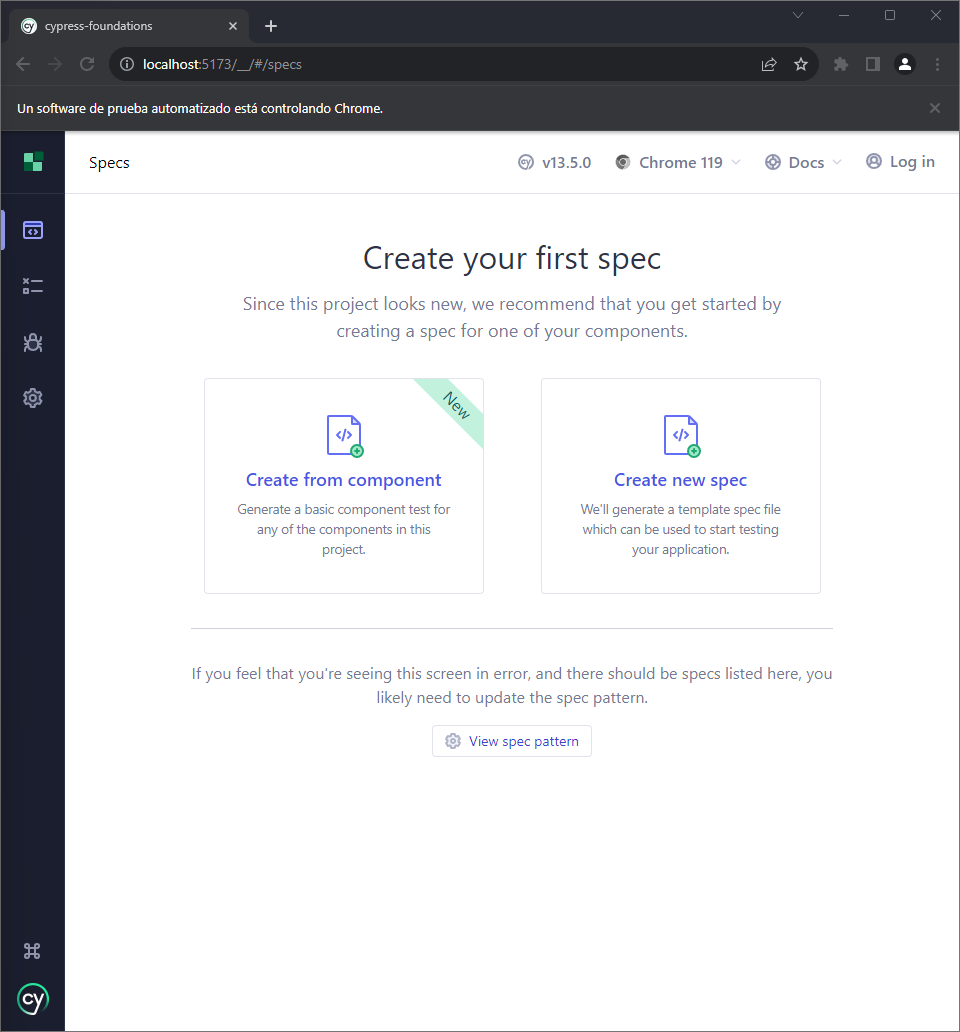 cy cypress-foundations
localhost:5173/__/#/specs
Un software de prueba automatizado está controlando Chrome.
Specs
cy v13.5.0 Chrome 119 Docs Log in
Create your first spec
Since this project looks new, we recommend that you get started by
creating a spec for one of your components.
New
Create from component
Generate a basic component test for
any of the components in this
project.
Create new spec
We'll generate a template spec file
which can be used to start testing
your application.
If you feel that you're seeing this screen in error, and there should be specs listed here, you
likely need to update the spec pattern.
View spec pattern
cy